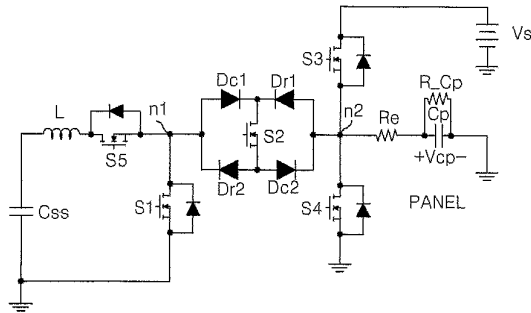 S3
Vs
Dc1
Dr1
R_Cp
L
n1
n2
Cp
S2
S5
Re
+Vcp-
Dr2
Dc2
Css
S1
S4
PANEL